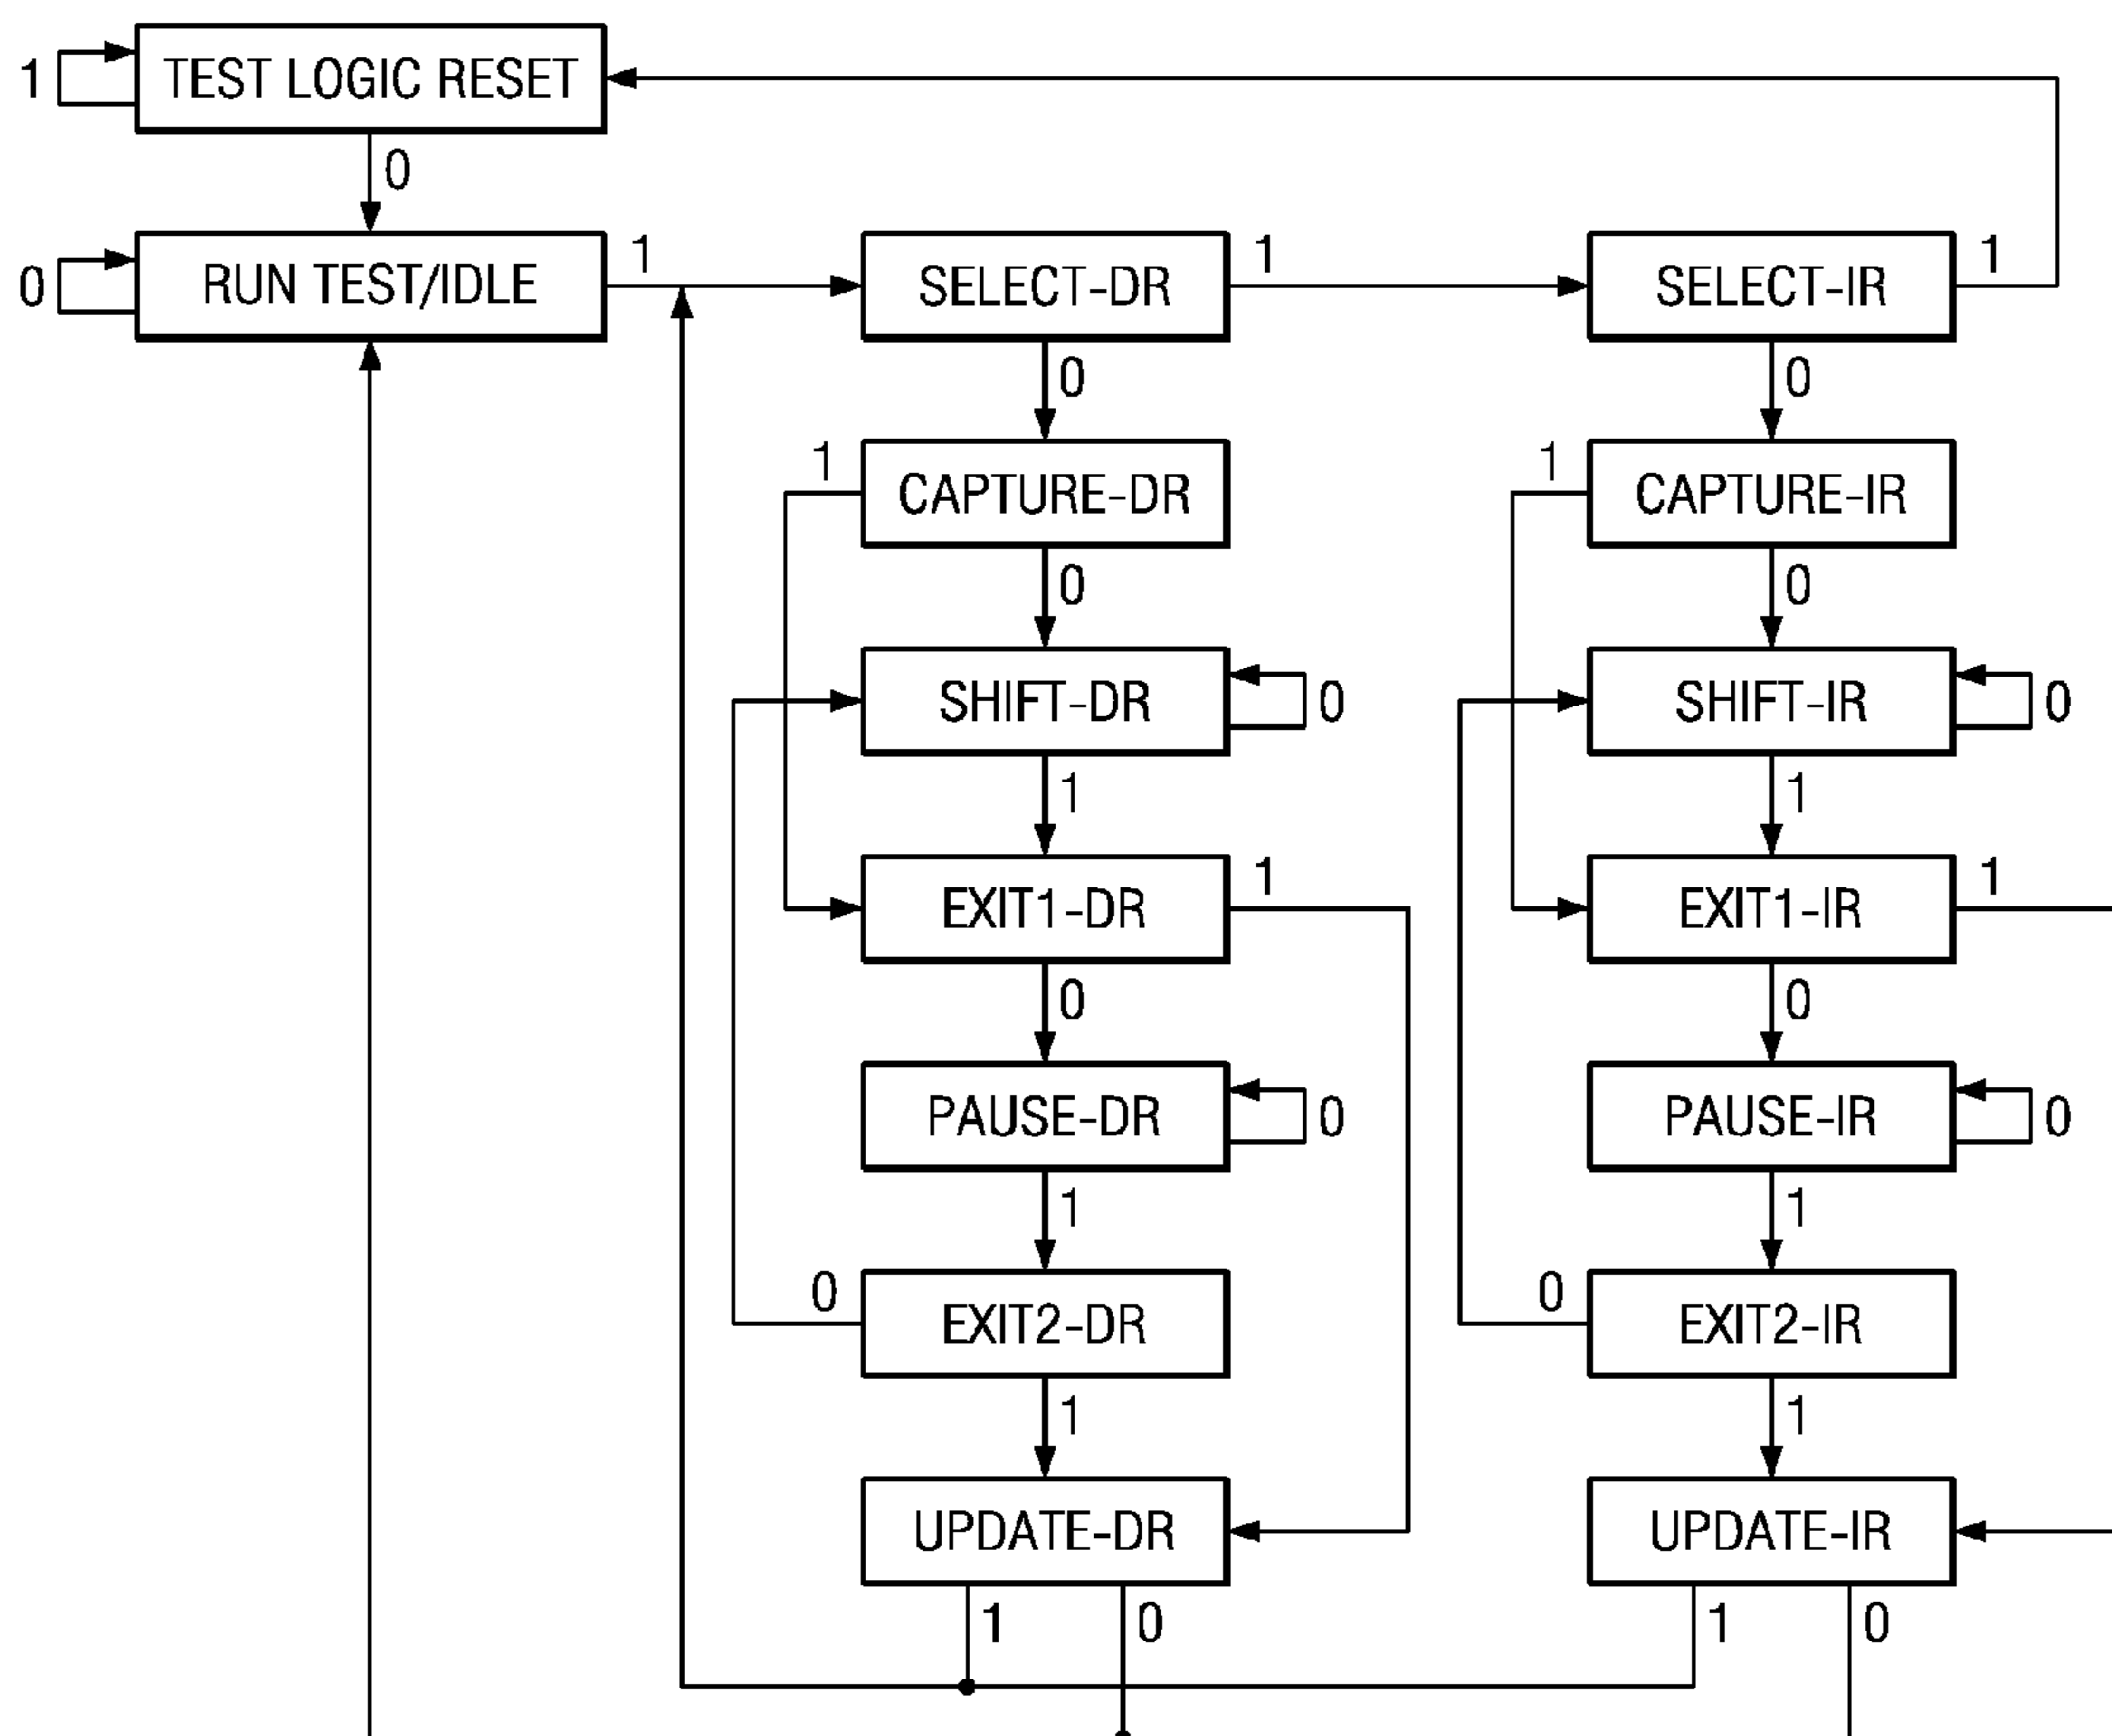 1 TEST LOGIC RESET
0
0 RUN TEST/IDLE 1 SELECT-DR 1 SELECT-IR 1
0 0
1 CAPTURE-DR 1 CAPTURE-IR
0 0
SHIFT-DR 0 SHIFT-IR 0
1 1
EXIT1-DR 1 EXIT1-IR 1
0 0
PAUSE-DR 0 PAUSE-IR 0
1 1
0 EXIT2-DR 0 EXIT2-IR
1 1
UPDATE-DR UPDATE-IR
1 0 1 0